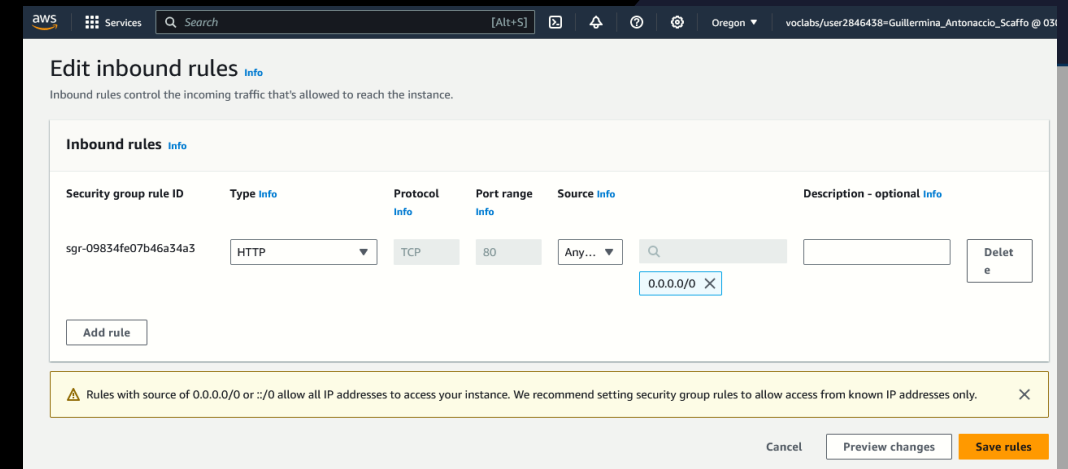 aws Services Search [Alt+S] Oregon voclabs/user2846438=Guillermina_Antonaccio_Scaffo @
Edit inbound rules Info
Inbound rules control the incoming traffic that's allowed to reach the instance.
Inbound rules Info
Security group rule ID Type Info Protocol Port range Source Info Description - optional Info
Info Info
sgr-09834fe07b46a34a3 HTTP TCP 80 Any... Delet
e
0.0.0.0/0
Add rule
Rules with source of 0.0.0.0/0 or ::/0 allow all IP addresses to access your instance. We recommend setting security group rules to allow access from known IP addresses only.
Cancel Preview changes Save rules